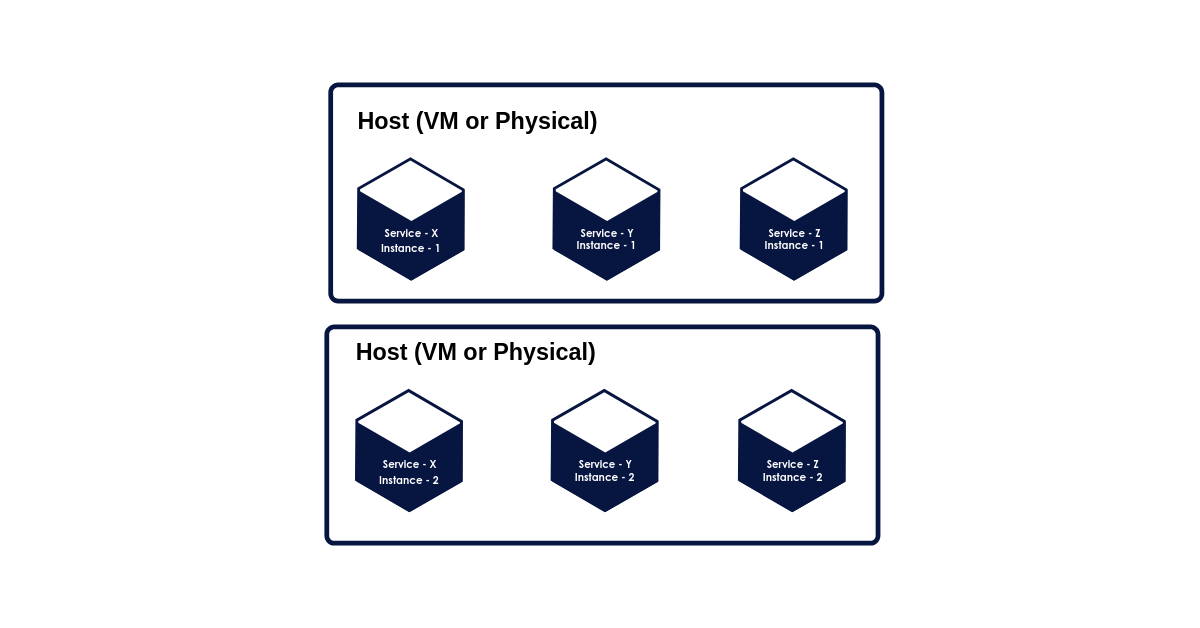 Host (VM or Physical)
Service - X
Instance - 1
Service - Y
Instance - 1
Service - Z
Instance - 1
Host (VM or Physical)
Service - X
Instance - 2
Service - Y
Instance - 2
Service - Z
Instance - 2